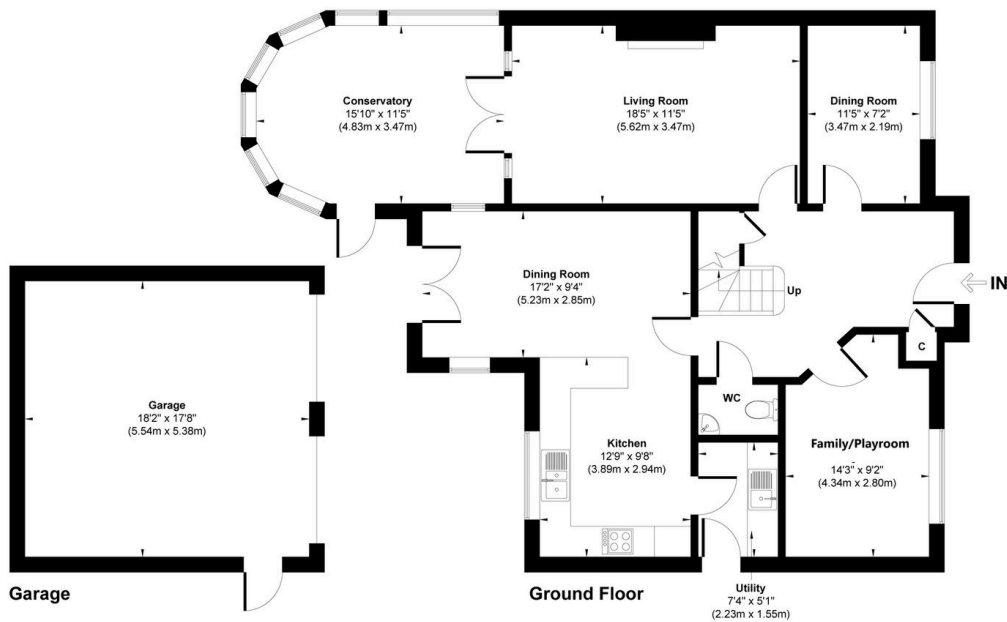 Conservatory
15'10" x 11'5"
(4.83m x 3.47m)
Living Room
18'5" x 11'5"
(5.62m x 3.47m)
Dining Room
11'5" x 7'2"
(3.47m x 2.19m)
Dining Room
17'2" x 9'4"
(5.23m x 2.85m)
Up
IN
C
Garage
18'2" x 17'8"
(5.54m x 5.38m)
WC
Kitchen
12'9" x 9'8"
(3.89m x 2.94m)
Family/Playroom
14'3" x 9'2"
(4.34m x 2.80m)
Utility
7'4" x 5'1"
(2.23m x 1.55m)
Garage
Ground Floor